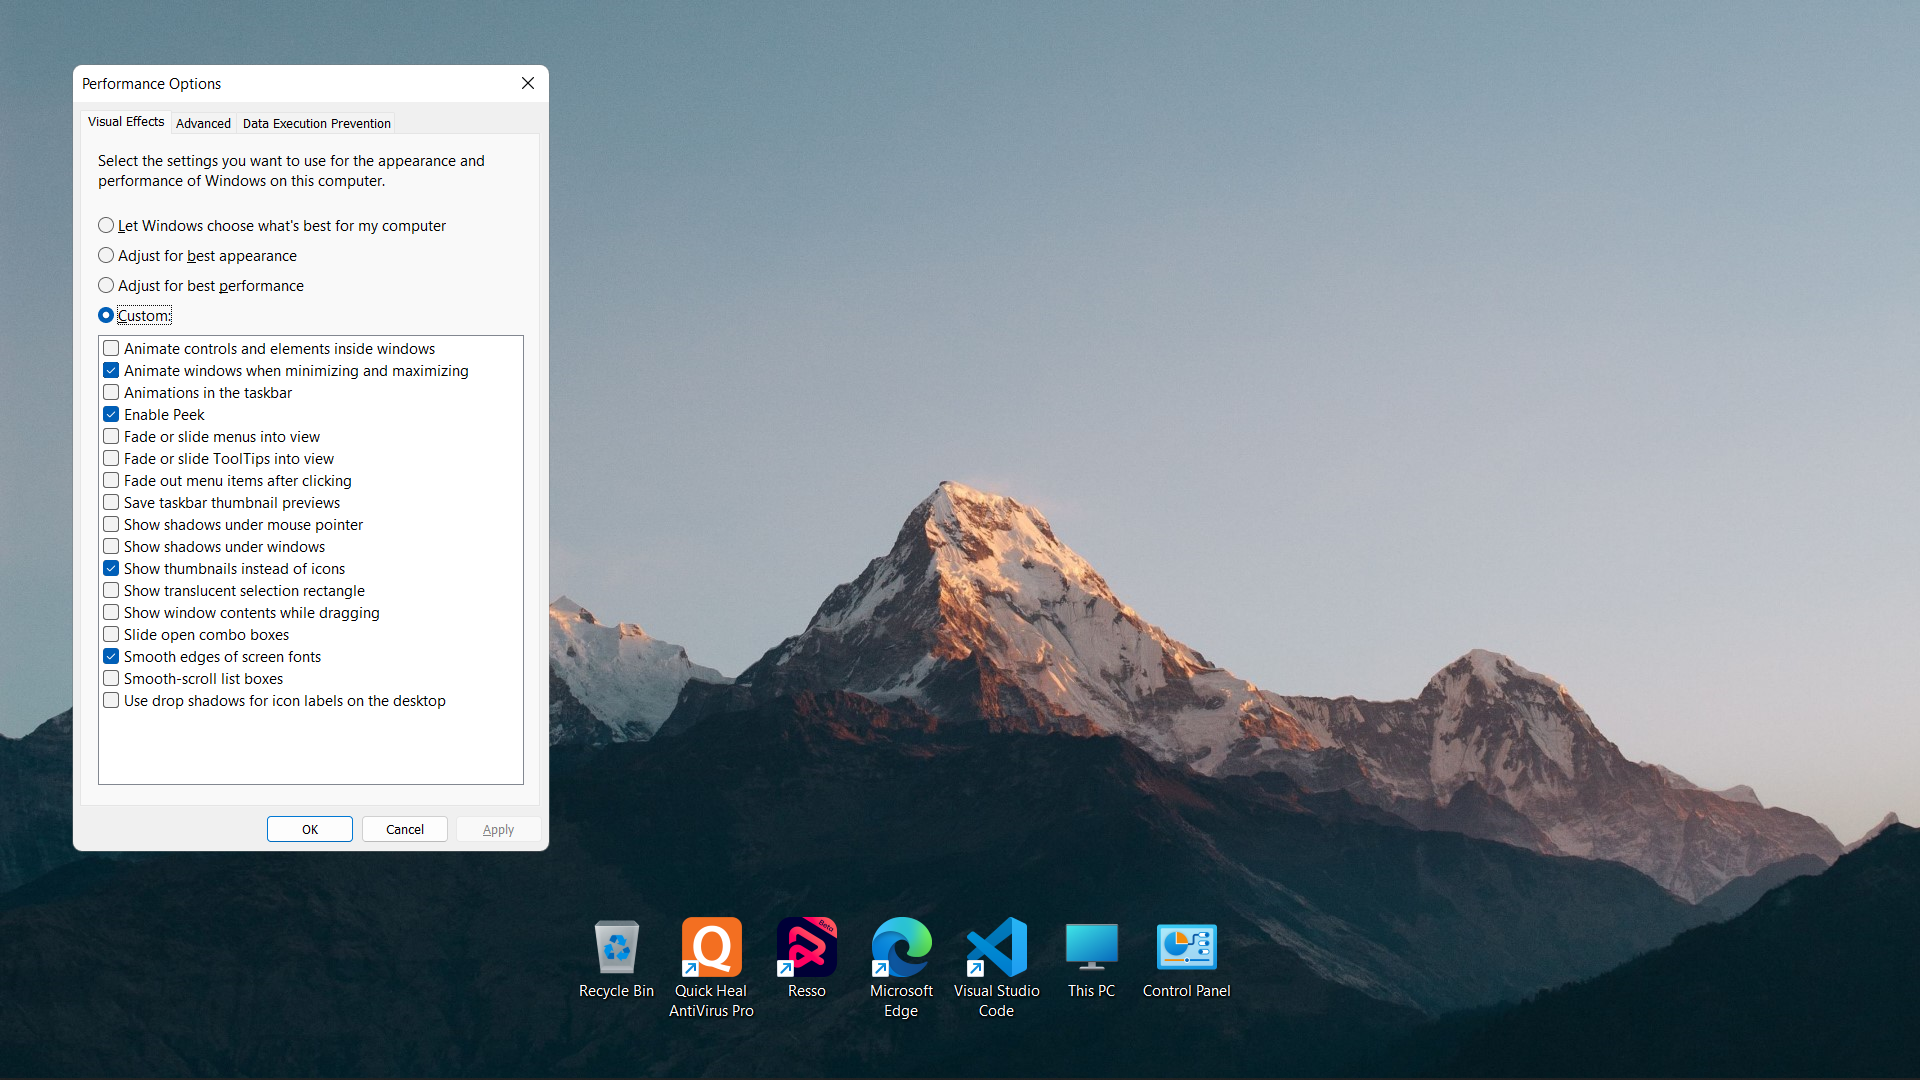 Performance Options
Visual Effects
Advanced
Data Execution Prevention
Select the settings you want to use for the appearance and
performance of Windows on this computer.
Let Windows choose what's best for my computer
Adjust for best appearance
Adjust for best performance
Custom:
Animate controls and elements inside windows
Animate windows when minimizing and maximizing
Animations in the taskbar
Enable Peek
Fade or slide menus into view
Fade or slide ToolTips into view
Fade out menu items after clicking
Save taskbar thumbnail previews
Show shadows under mouse pointer
Show shadows under windows
Show thumbnails instead of icons
Show translucent selection rectangle
Show window contents while dragging
Slide open combo boxes
Smooth edges of screen fonts
Smooth-scroll list boxes
Use drop shadows for icon labels on the desktop
OK
Cancel
Apply
Beta
Recycle Bin
Quick Heal
AntiVirus Pro
Resso
Microsoft
Edge
Visual Studio
Code
This PC
Control Panel